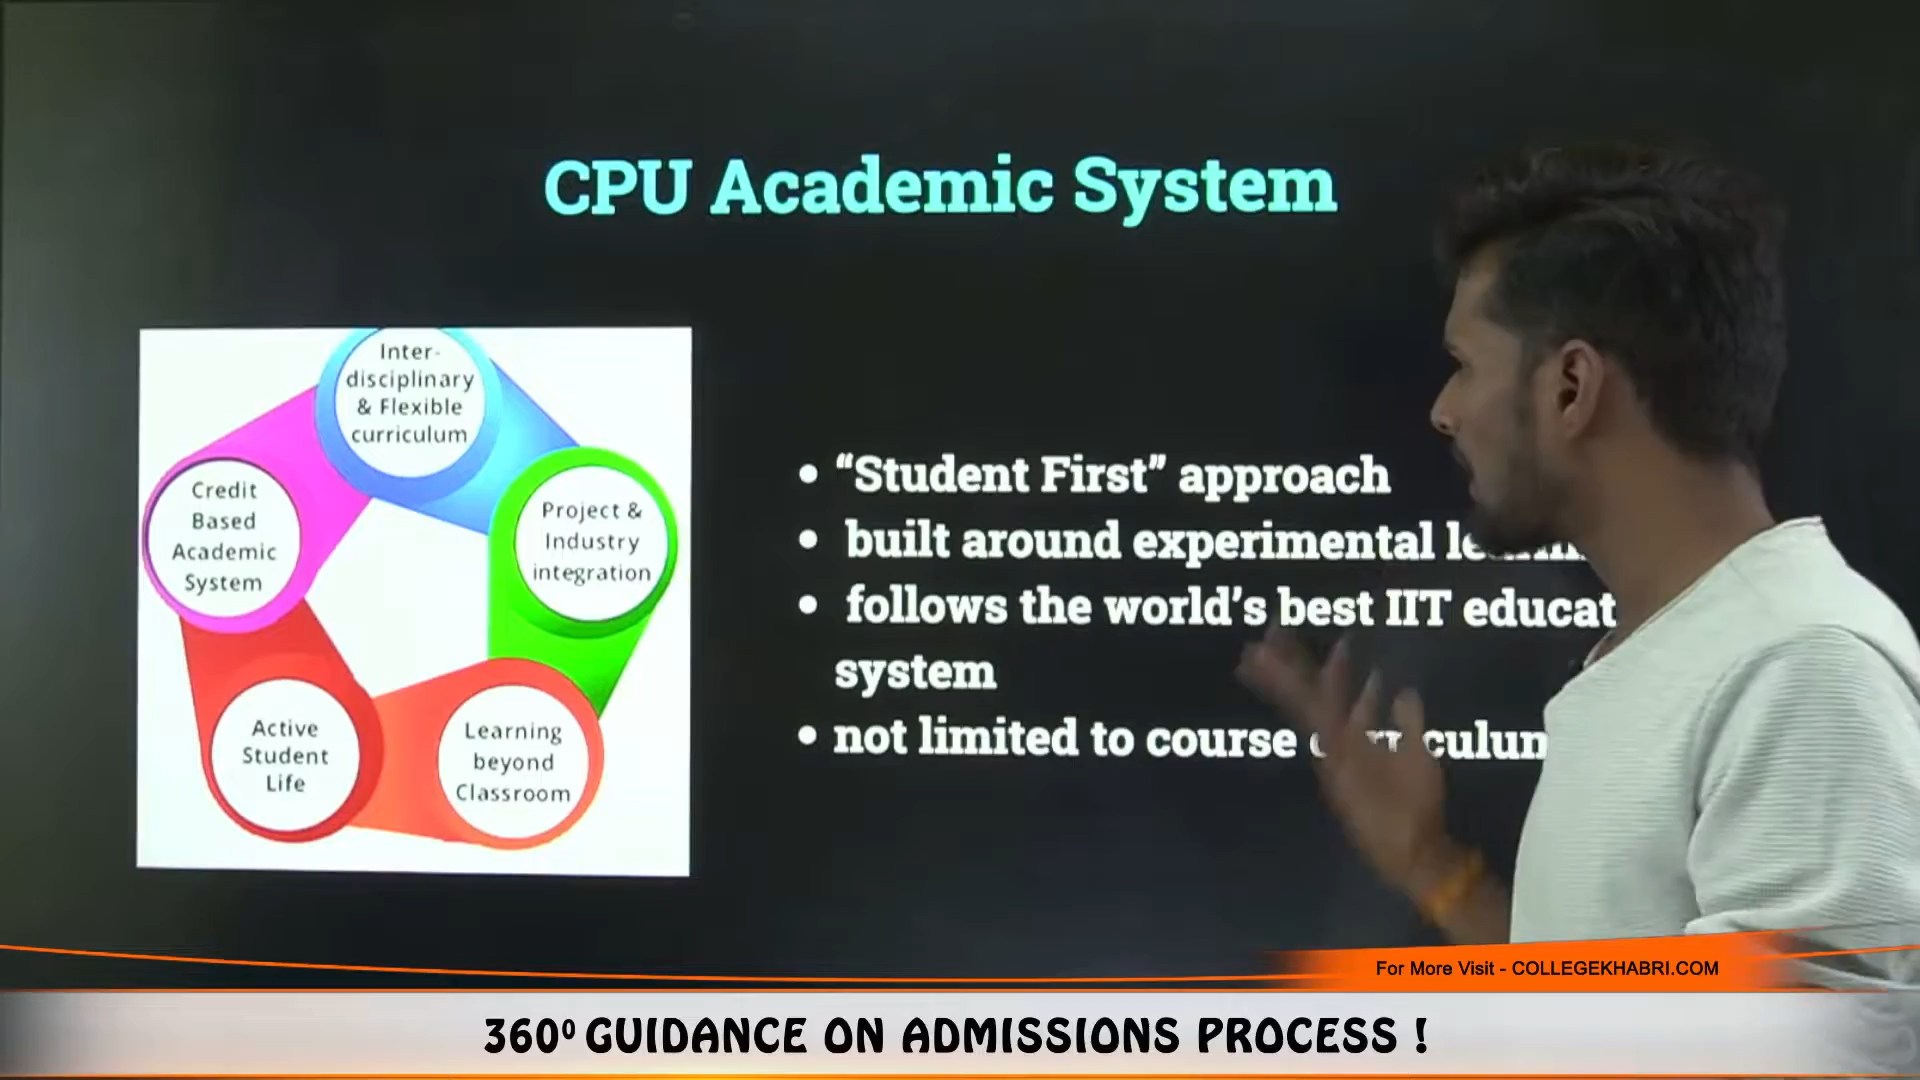 CPU Academic System
Inter-
disciplinary
& Flexible
curriculum
Credit
Based
Academic
System
Project &
Industry
integration
Active
Student
Life
Learning
beyond
Classroom
• “Student First” approach
• built around experimental
• follows the world’s best IIT
system
• not limited to course
For More Visit - COLLEGEKHABRI.COM
360⁰ GUIDANCE ON ADMISSIONS PROCESS !